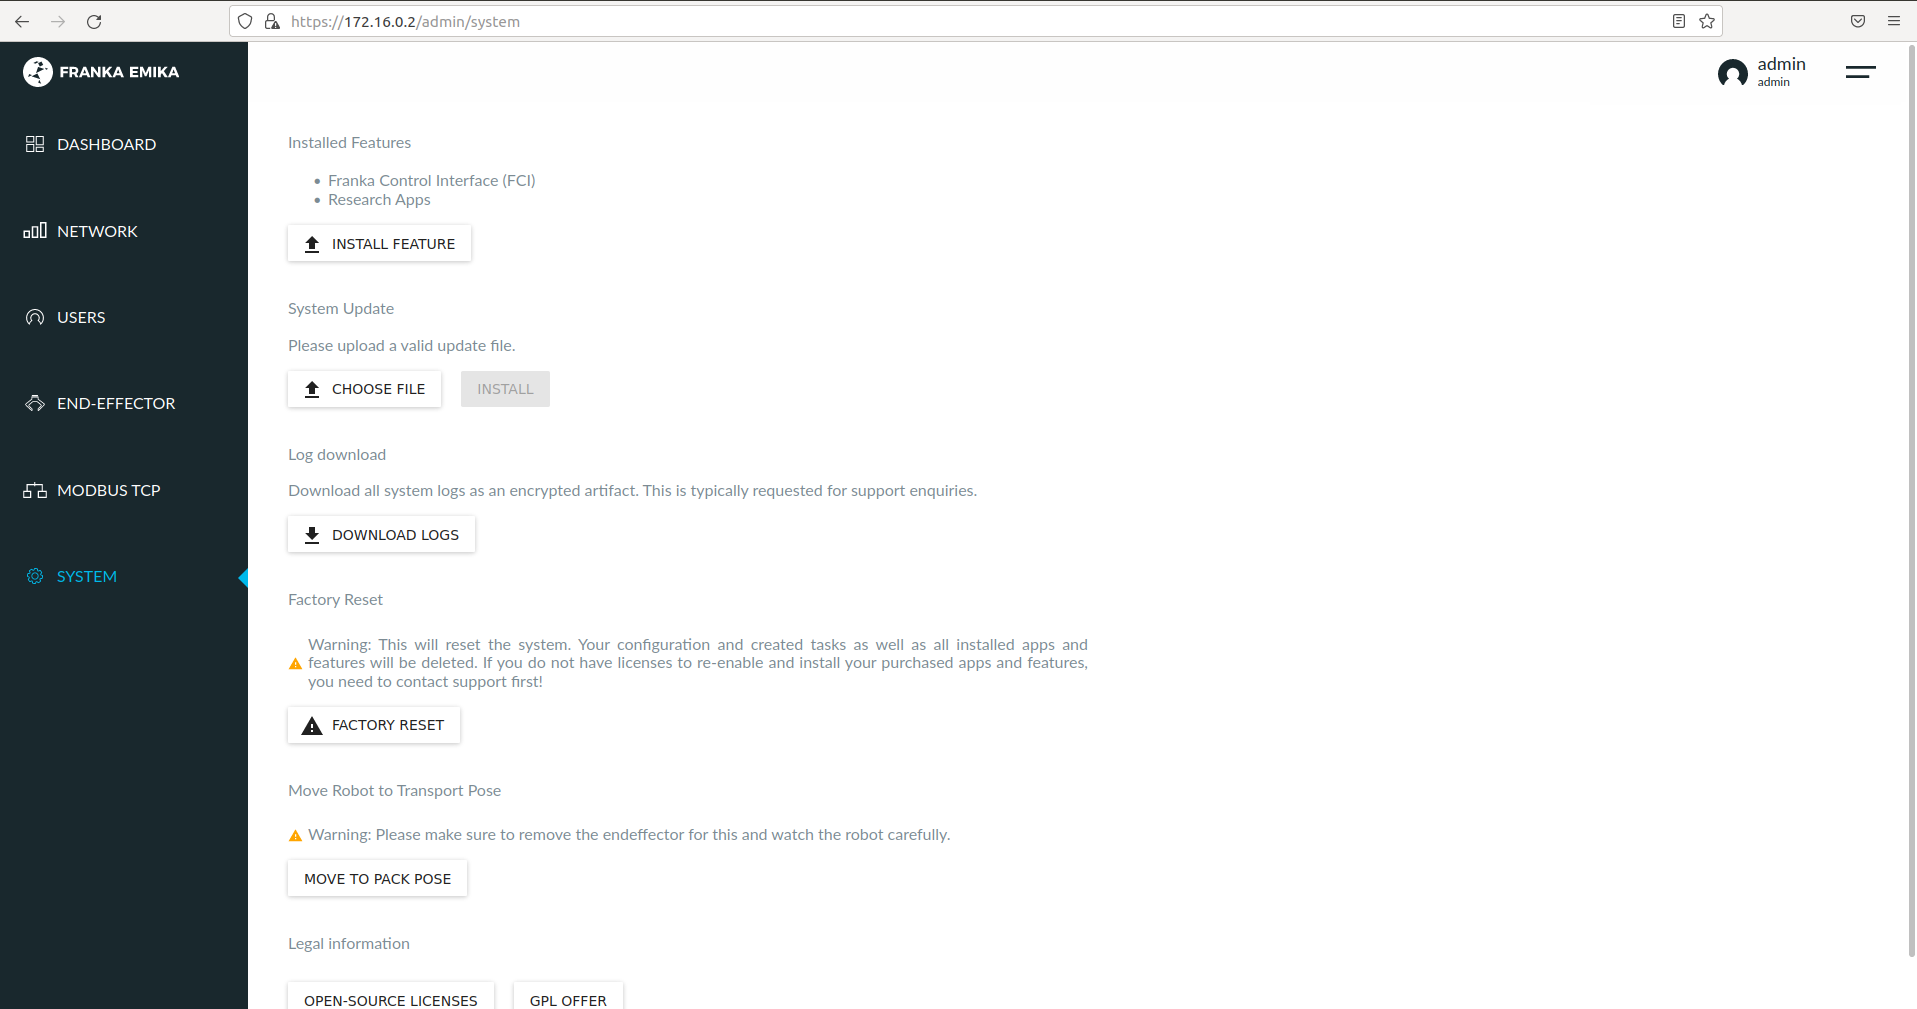 https://172.16.0.2/admin/system
FRANKA EMIKA
admin
admin
DASHBOARD
NETWORK
USERS
END-EFFECTOR
MODBUS TCP
SYSTEM
Installed Features
• Franka Control Interface (FCI)
• Research Apps
INSTALL FEATURE
System Update
Please upload a valid update file.
CHOOSE FILE INSTALL
Log download
Download all system logs as an encrypted artifact. This is typically requested for support enquiries.
DOWNLOAD LOGS
Factory Reset
Warning: This will reset the system. Your configuration and created tasks as well as all installed apps and
features will be deleted. If you do not have licenses to re-enable and install your purchased apps and features,
you need to contact support first!
FACTORY RESET
Move Robot to Transport Pose
Warning: Please make sure to remove the endeffector for this and watch the robot carefully.
MOVE TO PACK POSE
Legal information
OPEN-SOURCE LICENSES GPL OFFER